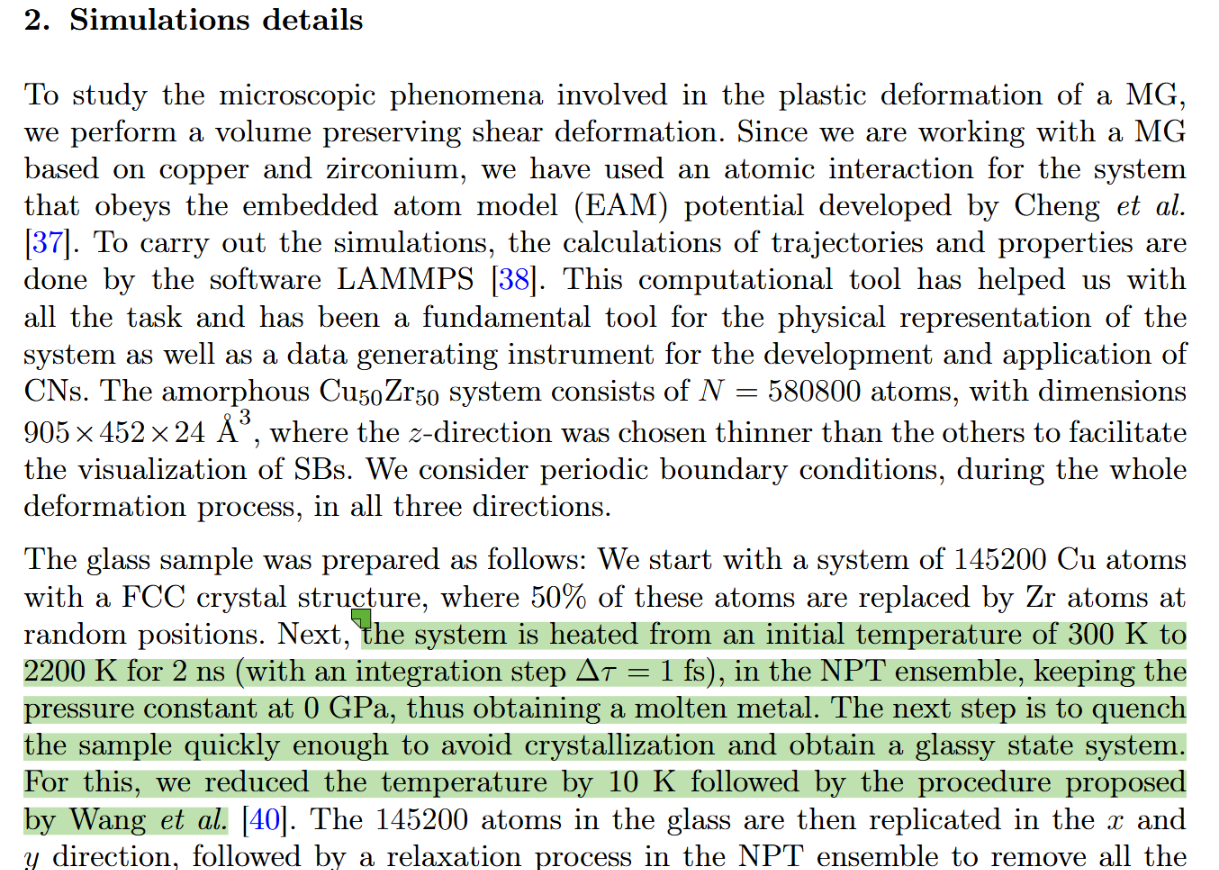 2. Simulations details
To study the microscopic phenomena involved in the plastic deformation of a MG,
we perform a volume preserving shear deformation. Since we are working with a MG
based on copper and zirconium, we have used an atomic interaction for the system
that obeys the embedded atom model (EAM) potential developed by Cheng et al.
[37]. To carry out the simulations, the calculations of trajectories and properties are
done by the software LAMMPS [38]. This computational tool has helped us with
all the task and has been a fundamental tool for the physical representation of the
system as well as a data generating instrument for the development and application of
CNs. The amorphous Cu₅₀Zr₅₀ system consists of N = 580800 atoms, with dimensions
905 × 452 × 24 Å³, where the z-direction was chosen thinner than the others to facilitate
the visualization of SBs. We consider periodic boundary conditions, during the whole
deformation process, in all three directions.
The glass sample was prepared as follows: We start with a system of 145200 Cu atoms
with a FCC crystal structure, where 50% of these atoms are replaced by Zr atoms at
random positions. Next, the system is heated from an initial temperature of 300 K to
2200 K for 2 ns (with an integration step Δτ = 1 fs), in the NPT ensemble, keeping the
pressure constant at 0 GPa, thus obtaining a molten metal. The next step is to quench
the sample quickly enough to avoid crystallization and obtain a glassy state system.
For this, we reduced the temperature by 10 K followed by the procedure proposed
by Wang et al. [40]. The 145200 atoms in the glass are then replicated in the x and
y direction, followed by a relaxation process in the NPT ensemble to remove all the